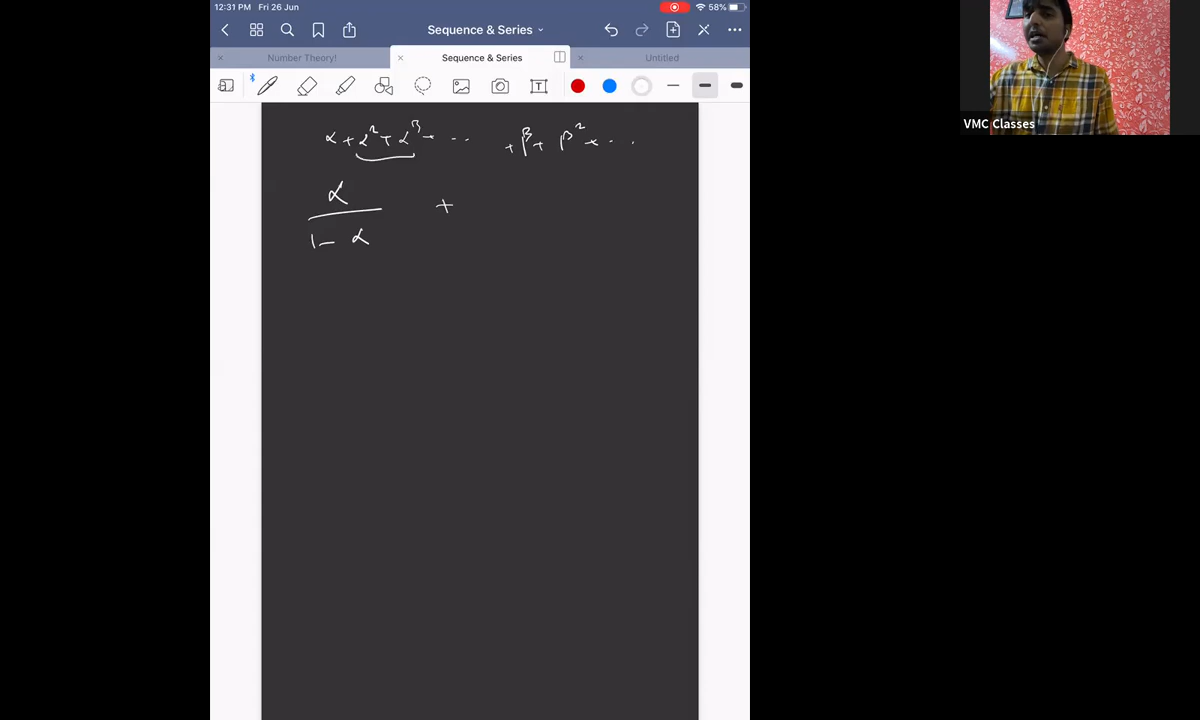 12:31 PM Fri 26 Jun
58%
Sequence & Series
Number Theory!
Sequence & Series
Untitled
T
α + α² + α³ + ... + β + β² + ...
α
1 - α
+
VMC Classes